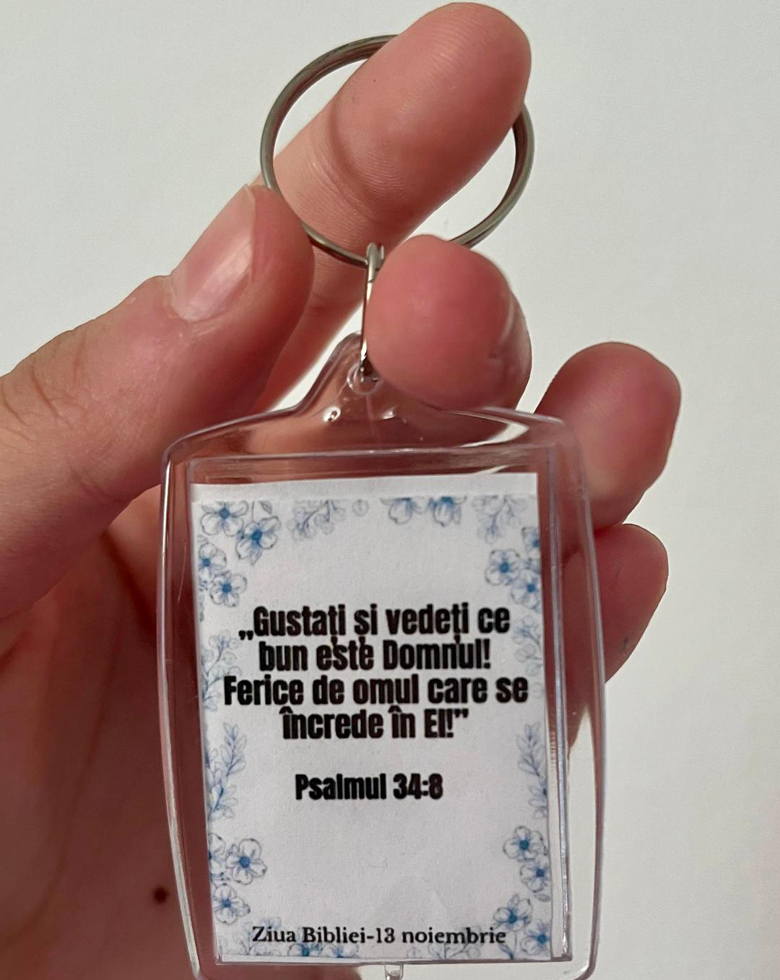 „Gustați și vedeți ce
bun este Domnul!
Ferice de omul care se
încrede în El!”
Psalmul 34:8
Ziua Bibliei-13 noiembrie